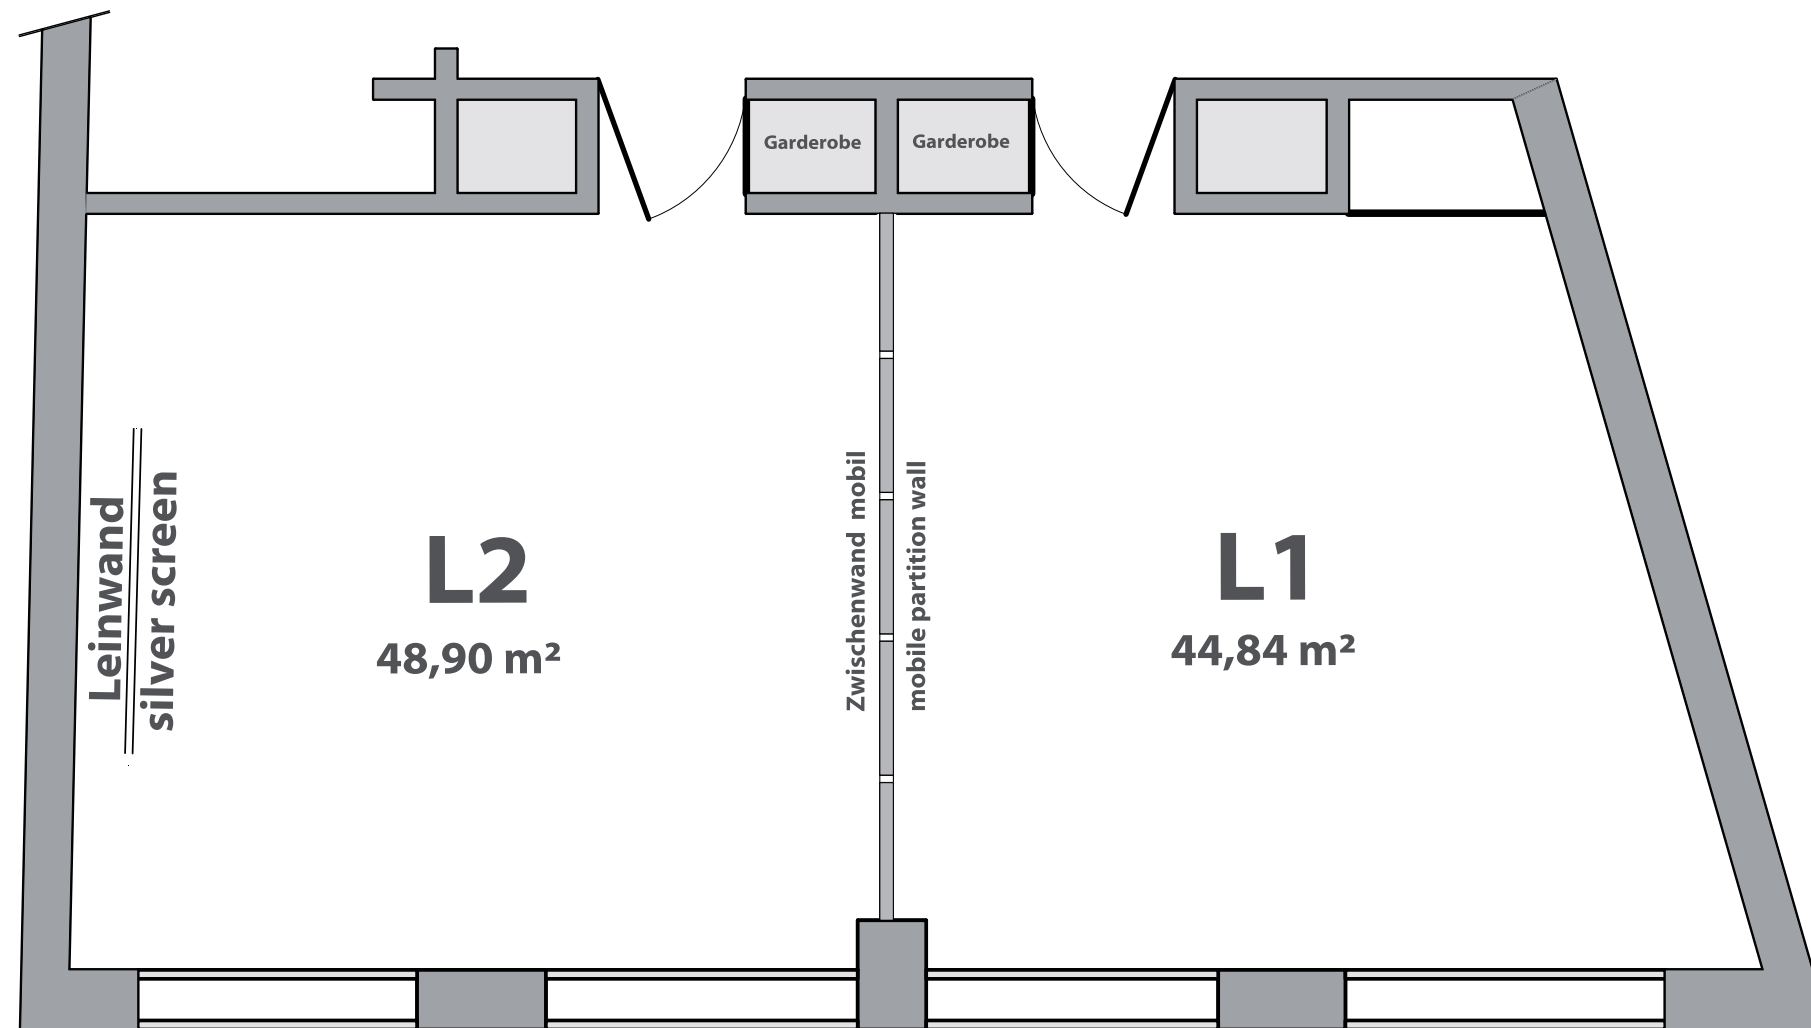 Garderobe
Garderobe
Leinwand
silver screen
L2
48,90 m²
Zwischenwand mobil
mobile partition wall
L1
44,84 m²